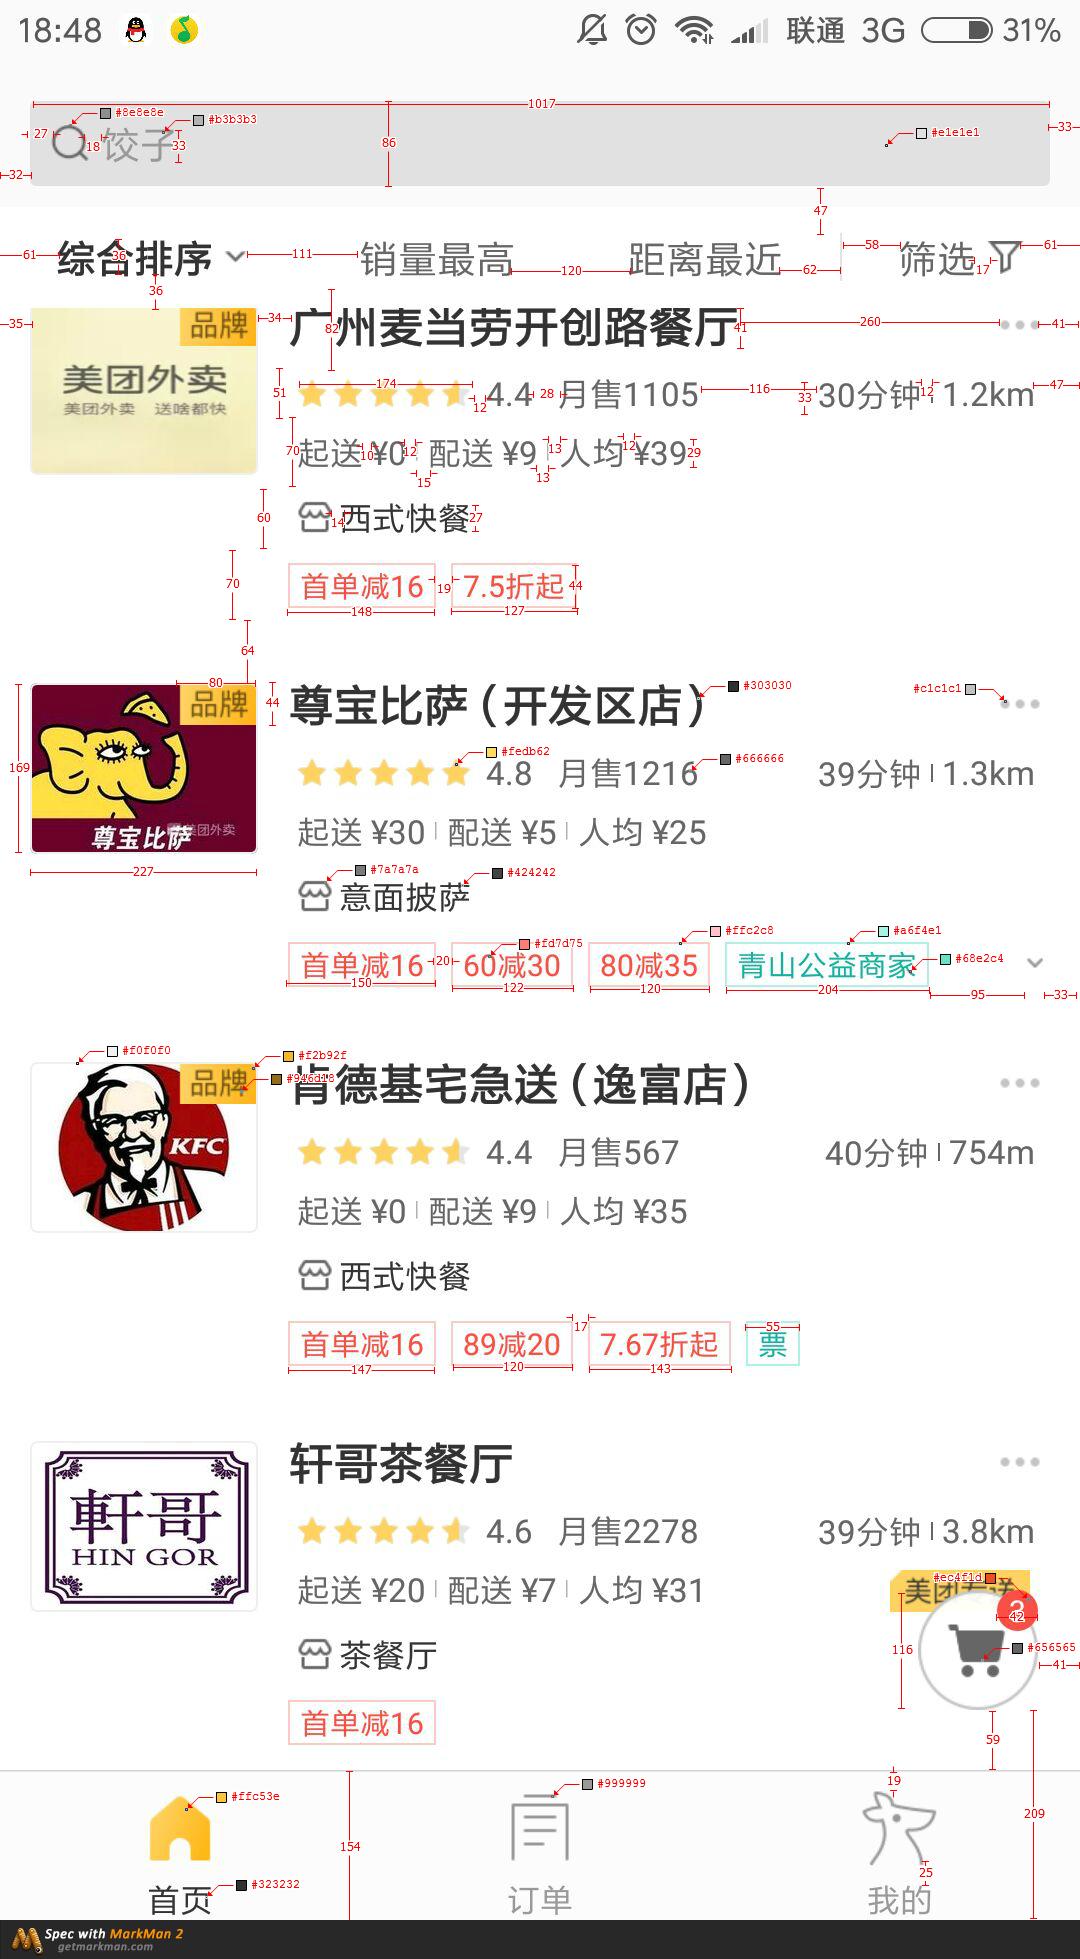 18:48 联通 3G 31%
1017
#8e8e8e #b3b3b3
27 18 饺子 33 86 #e1e1e1 33
32
47
61 综合排序 36 111 销量最高 120 距离最近 62 58 筛选 17 61
36
35 品牌 34 82 广州麦当劳开创路餐厅 41 260 41
美团外卖
美团外卖 送啥都快
51 174 12 4.4 28 月售1105 116 33 30分钟 12 1.2km 47
70 起送 10 ¥0 12 配送 ¥9 13 人均 12 ¥39 29
15 13
60 14 西式快餐 27
70 首单减16 19 7.5折起 44
148 127
64
80 44 品牌 尊宝比萨（开发区店） #303030 #c1c1c1
169 #fedb62 #666666
4.8 月售1216 39分钟 1.3km
尊宝比萨 美团外卖
起送 ¥30 配送 ¥5 人均 ¥25
227 #7a7a7a #424242
意面披萨
#fd7d75 #ffc2c8 #a6f4e1
首单减16 20 60减30 80减35 青山公益商家 #68e2c4
150 122 120 204 95 33
#f0f0f0 #f2b92f
品牌 #946d18 肯德基宅急送（逸富店）
KFC
4.4 月售567 40分钟 754m
起送 ¥0 配送 ¥9 人均 ¥35
西式快餐
首单减16 89减20 17 7.67折起 55 票
147 120 143
轩哥茶餐厅
軒哥
HIN GOR
4.6 月售2278 39分钟 3.8km
起送 ¥20 配送 ¥7 人均 ¥31
#ec4f1d
美团专送 3
42
茶餐厅 116 #656565
41
首单减16
59
209
19
#ffc53e #999999
154
25
#323232
首页 订单 我的
Spec with MarkMan 2
getmarkman.com